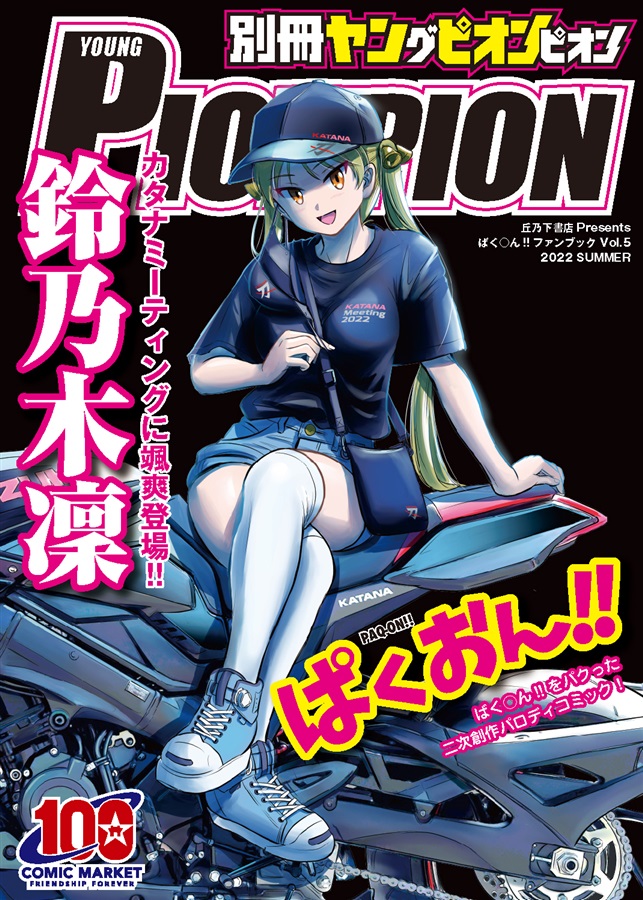 別冊ヤングピオンピオン
YOUNG
PIONPION
丘乃下書店 Presents
ばく○ん!!ファンブック Vol.5
2022 SUMMER
鈴乃木凛
カタナミーティングに颯爽登場!!
KATANA
KATANA
Meeting
2022
刀
刀
KATANA
PAQ-ON!!
ぱくおん!!
ばく○ん!!をパクった
二次創作パロディコミック!
100
COMIC MARKET
FRIENDSHIP FOREVER